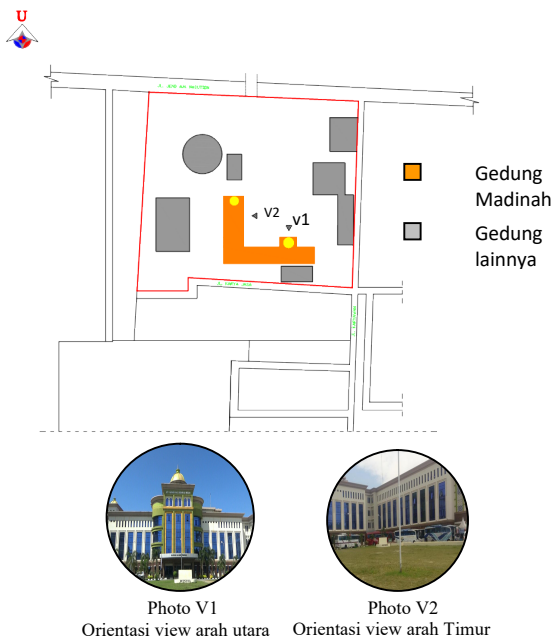 U
V2
v1
Gedung
Madinah
Gedung
lainnya
Photo V1
Orientasi view arah utara
Photo V2
Orientasi view arah Timur